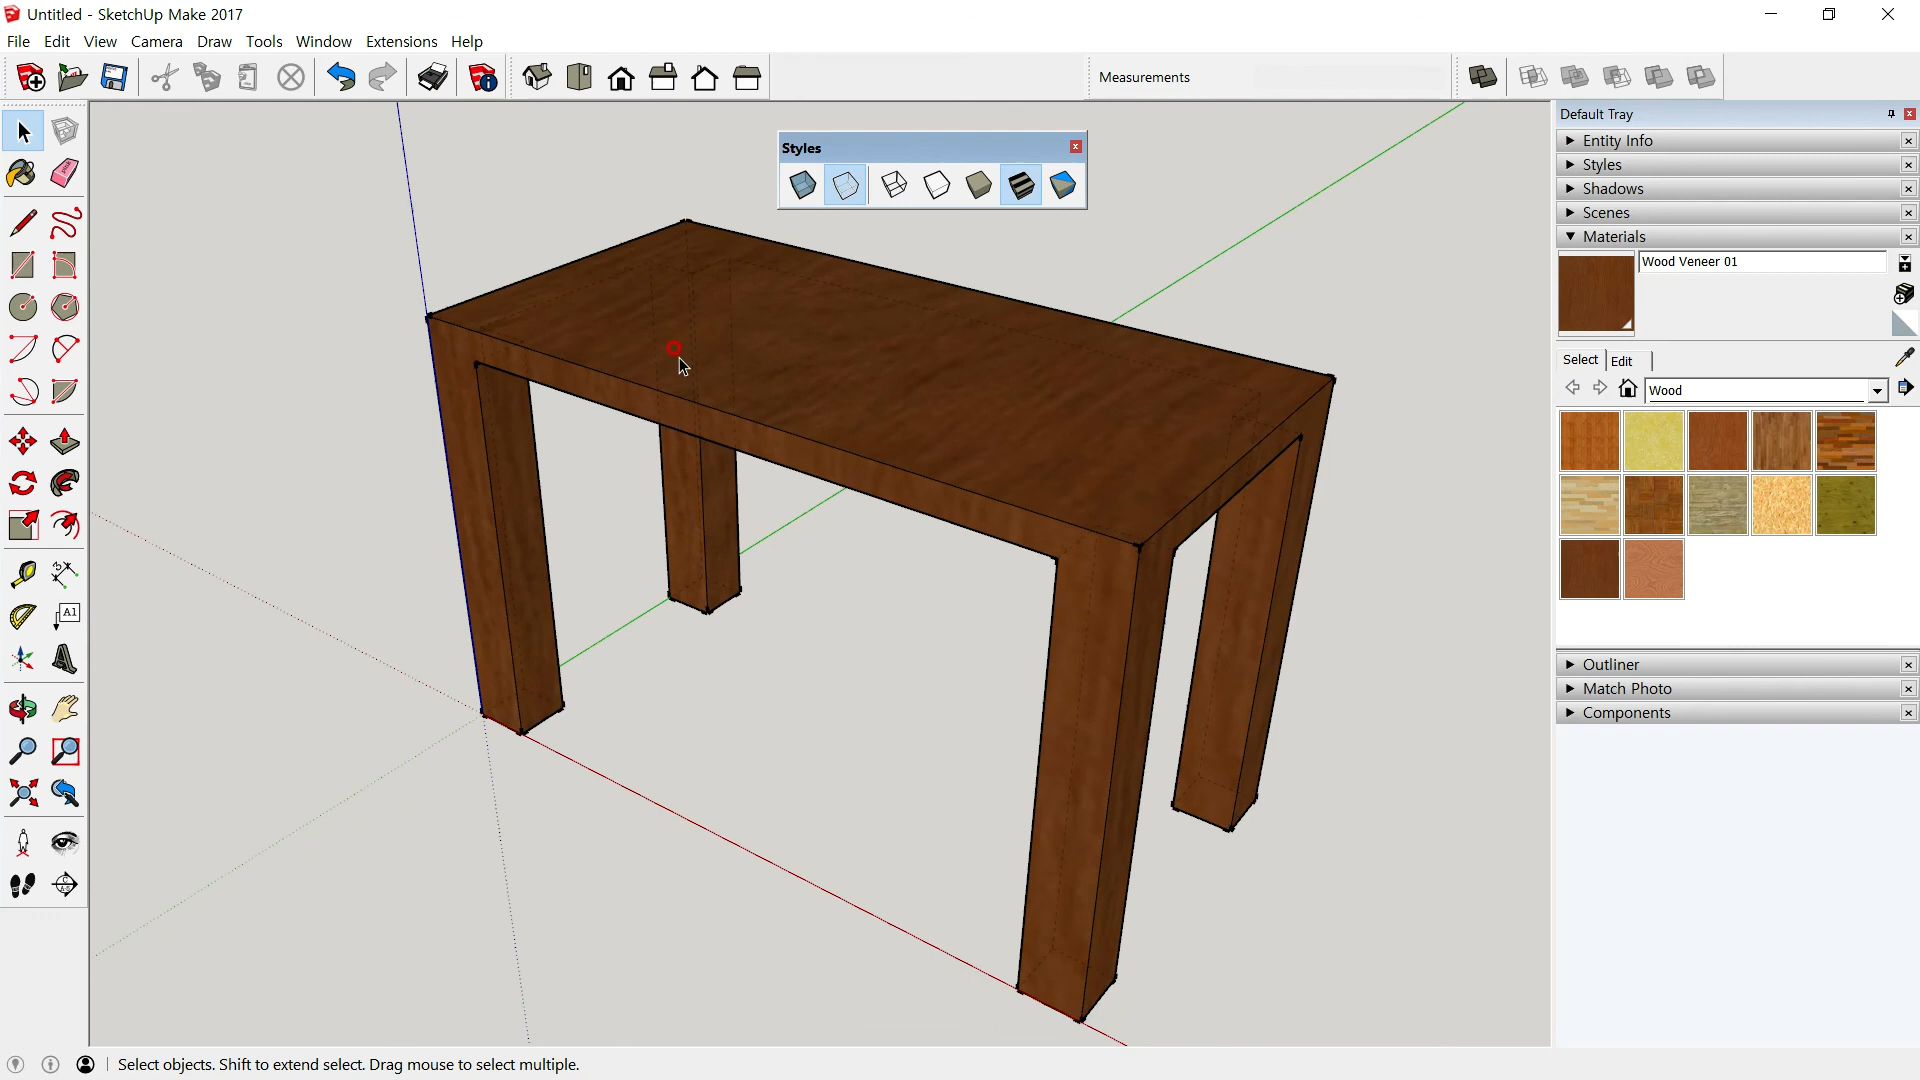 Untitled - SketchUp Make 2017
File Edit View Camera Draw Tools Window Extensions Help
Measurements
Default Tray
Entity Info
Styles
Shadows
Scenes
Materials
Wood Veneer 01
Select Edit
Wood
Outliner
Match Photo
Components
Styles
A1
Select objects. Shift to extend select. Drag mouse to select multiple.